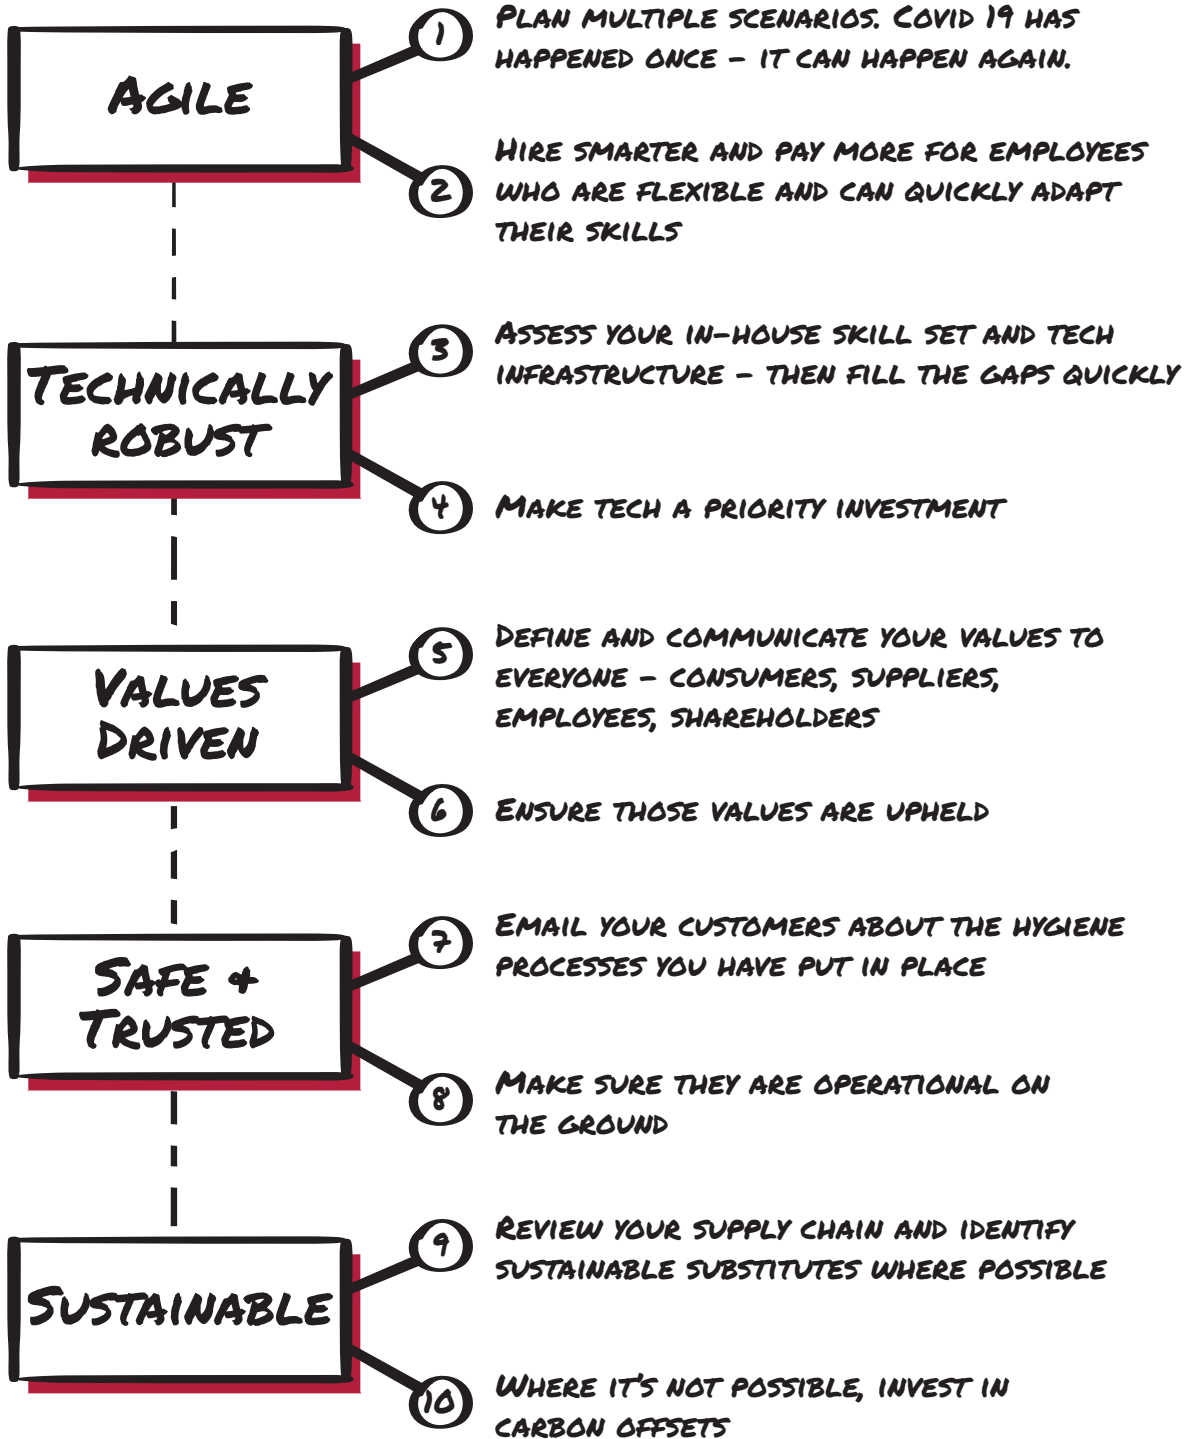 Agile
1
Plan multiple scenarios. Covid 19 has
happened once – it can happen again.
2
Hire smarter and pay more for employees
who are flexible and can quickly adapt
their skills
Technically
robust
3
Assess your in-house skill set and tech
infrastructure – then fill the gaps quickly
4
Make tech a priority investment
Values
Driven
5
Define and communicate your values to
everyone – consumers, suppliers,
employees, shareholders
6
Ensure those values are upheld
Safe &
Trusted
7
Email your customers about the hygiene
processes you have put in place
8
Make sure they are operational on
the ground
Sustainable
9
Review your supply chain and identify
sustainable substitutes where possible
10
Where it's not possible, invest in
carbon offsets